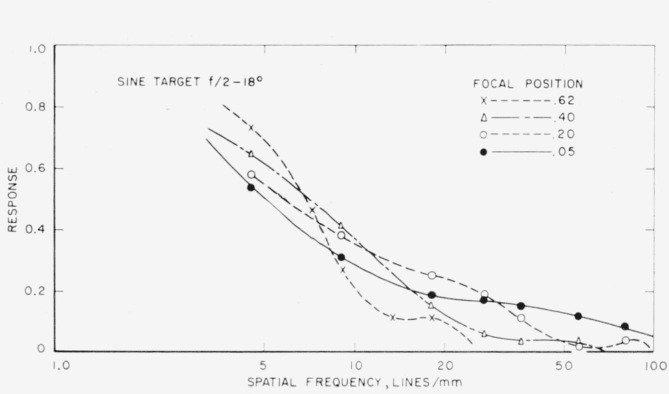 1.0
SINE TARGET f/2-18°
FOCAL POSITION
0.8
.62
.40
.20
.05
0.6
RESPONSE
0.4
0.2
0
1.0 5 10 20 50 100
SPATIAL FREQUENCY, LINES/mm